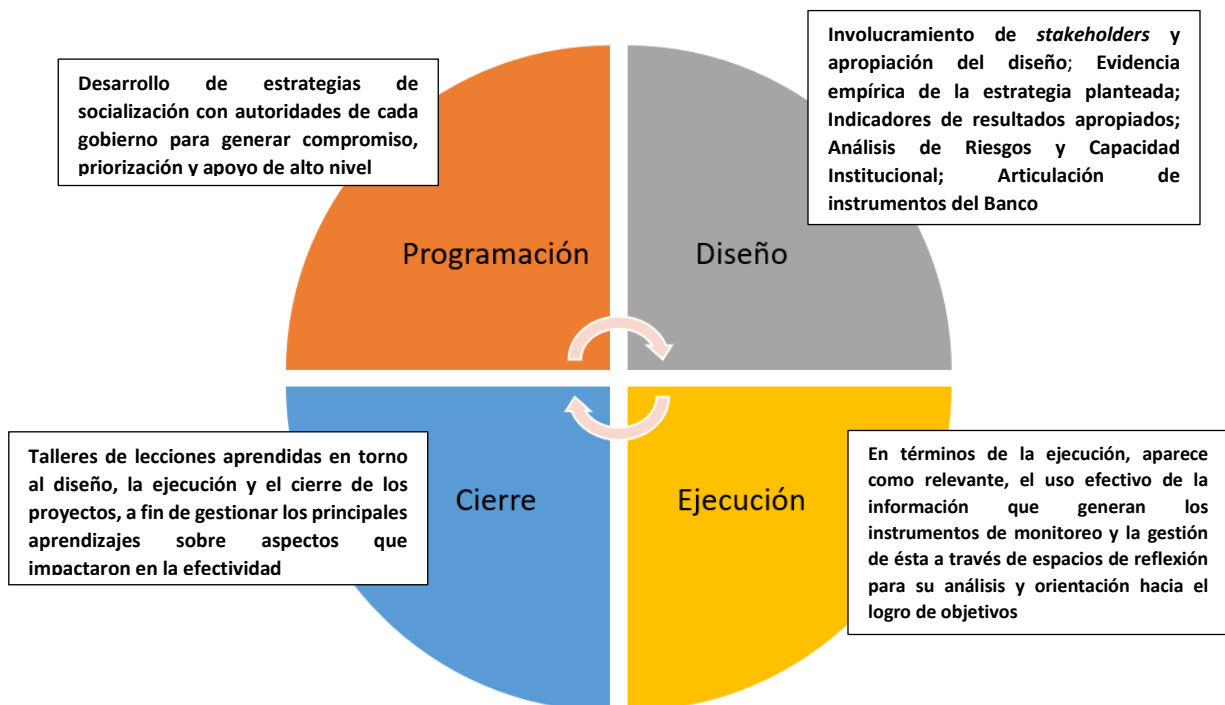 Desarrollo de estrategias de
socialización con autoridades de cada
gobierno para generar compromiso,
priorización y apoyo de alto nivel
Involucramiento de stakeholders y
apropiación del diseño; Evidencia
empírica de la estrategia planteada;
Indicadores de resultados apropiados;
Análisis de Riesgos y Capacidad
Institucional; Articulación de
instrumentos del Banco
Programación
Diseño
Talleres de lecciones aprendidas en torno
al diseño, la ejecución y el cierre de los
proyectos, a fin de gestionar los principales
aprendizajes sobre aspectos que
impactaron en la efectividad
Cierre
Ejecución
En términos de la ejecución, aparece
como relevante, el uso efectivo de la
información que generan los
instrumentos de monitoreo y la gestión
de ésta a través de espacios de reflexión
para su análisis y orientación hacia el
logro de objetivos